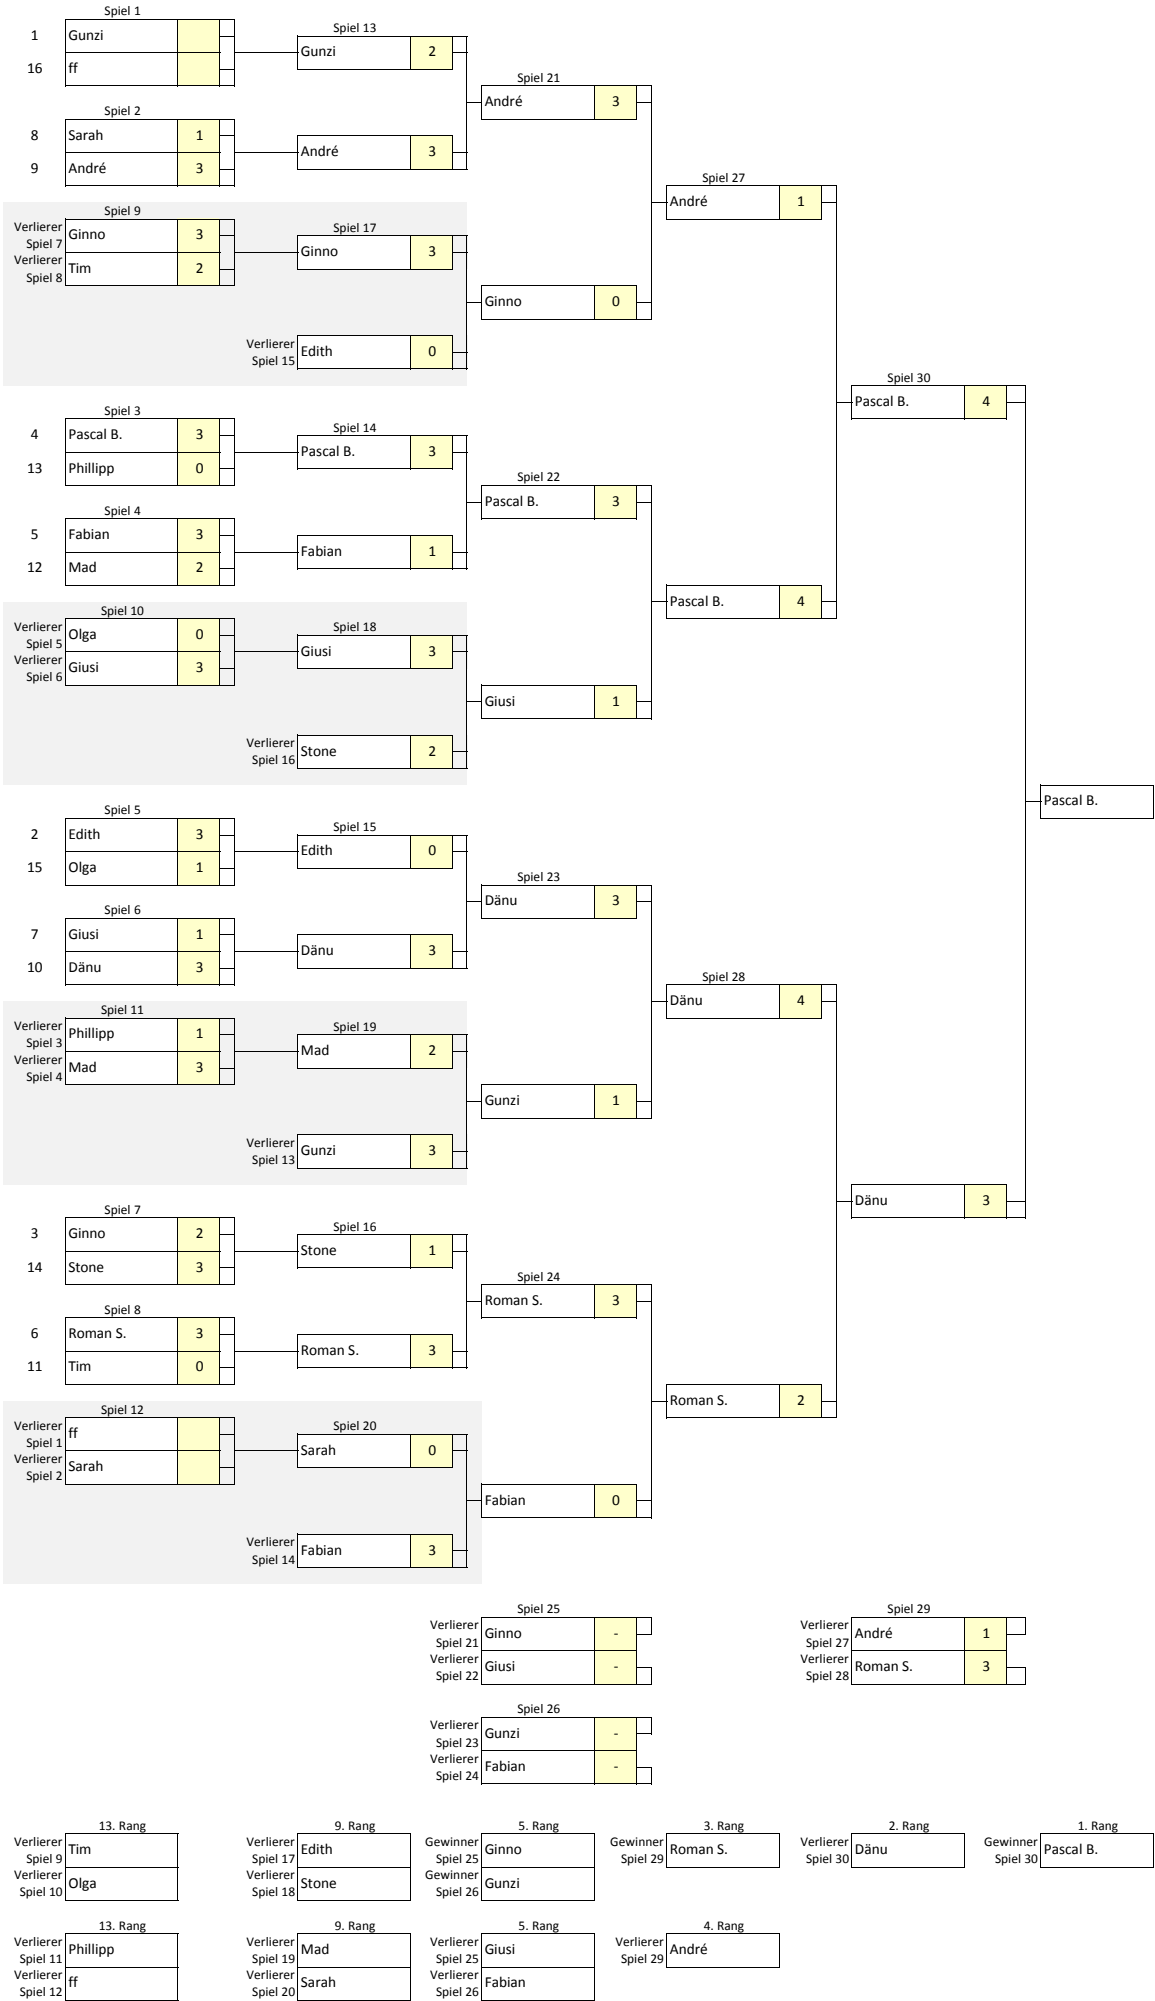 Spiel 1
1 Gunzi
16 ff
Spiel 13
Gunzi 2
André 3
Spiel 2
8 Sarah 1
9 André 3
Spiel 21
André 3
Ginno 0
Spiel 9
Verlierer Spiel 7 Ginno 3
Verlierer Spiel 8 Tim 2
Spiel 17
Ginno 3
Verlierer Spiel 15 Edith 0
Spiel 27
André 1
Pascal B. 4
Spiel 3
4 Pascal B. 3
13 Phillipp 0
Spiel 14
Pascal B. 3
Fabian 1
Spiel 4
5 Fabian 3
12 Mad 2
Spiel 22
Pascal B. 3
Giusi 1
Spiel 10
Verlierer Spiel 5 Olga 0
Verlierer Spiel 6 Giusi 3
Spiel 18
Giusi 3
Verlierer Spiel 16 Stone 2
Spiel 30
Pascal B. 4
Dänu 3
Pascal B.
Spiel 5
2 Edith 3
15 Olga 1
Spiel 15
Edith 0
Dänu 3
Spiel 6
7 Giusi 1
10 Dänu 3
Spiel 23
Dänu 3
Gunzi 1
Spiel 11
Verlierer Spiel 3 Phillipp 1
Verlierer Spiel 4 Mad 3
Spiel 19
Mad 2
Verlierer Spiel 13 Gunzi 3
Spiel 28
Dänu 4
Roman S. 2
Spiel 7
3 Ginno 2
14 Stone 3
Spiel 16
Stone 1
Roman S. 3
Spiel 8
6 Roman S. 3
11 Tim 0
Spiel 24
Roman S. 3
Fabian 0
Spiel 12
Verlierer Spiel 1 ff
Verlierer Spiel 2 Sarah
Spiel 20
Sarah 0
Verlierer Spiel 14 Fabian 3
Spiel 25
Verlierer Spiel 21 Ginno -
Verlierer Spiel 22 Giusi -
Spiel 29
Verlierer Spiel 27 André 1
Verlierer Spiel 28 Roman S. 3
Spiel 26
Verlierer Spiel 23 Gunzi -
Verlierer Spiel 24 Fabian -
13. Rang
Verlierer Spiel 9 Tim
Verlierer Spiel 10 Olga
9. Rang
Verlierer Spiel 17 Edith
Verlierer Spiel 18 Stone
5. Rang
Gewinner Spiel 25 Ginno
Gewinner Spiel 26 Gunzi
3. Rang
Gewinner Spiel 29 Roman S.
2. Rang
Verlierer Spiel 30 Dänu
1. Rang
Gewinner Spiel 30 Pascal B.
13. Rang
Verlierer Spiel 11 Phillipp
Verlierer Spiel 12 ff
9. Rang
Verlierer Spiel 19 Mad
Verlierer Spiel 20 Sarah
5. Rang
Verlierer Spiel 25 Giusi
Verlierer Spiel 26 Fabian
4. Rang
Verlierer Spiel 29 André